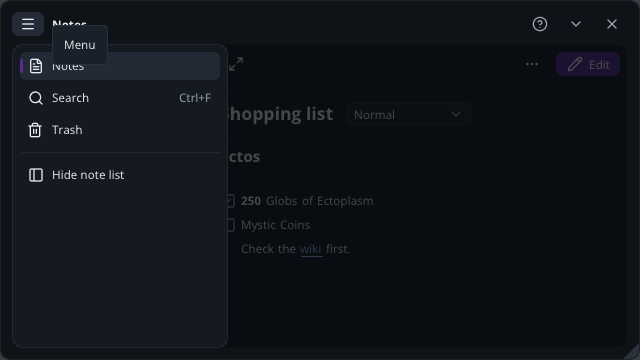 Notes
Menu
Notes
Search Ctrl+F
Trash
Hide note list
Edit
hopping list Normal
ctos
250 Globs of Ectoplasm
Mystic Coins
Check the wiki first.